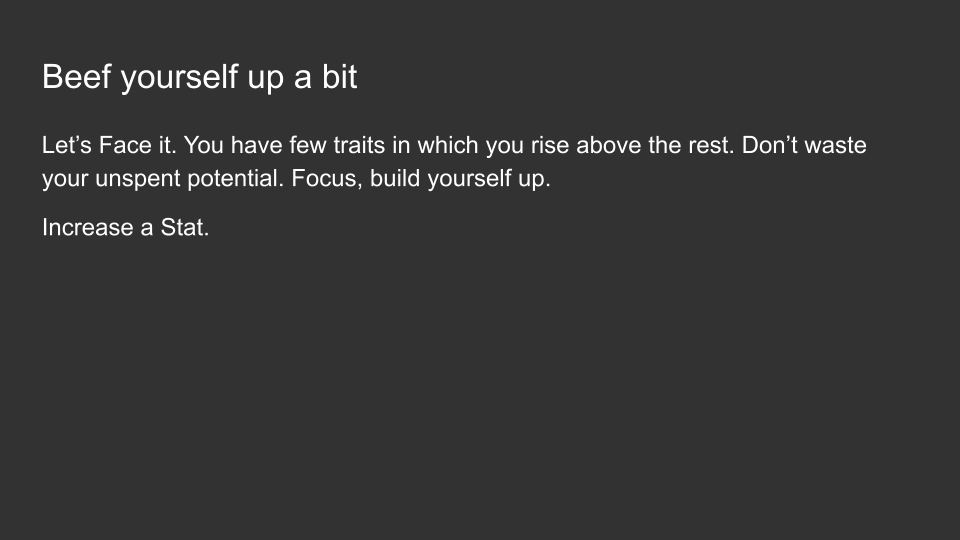 Beef yourself up a bit
Let’s Face it. You have few traits in which you rise above the rest. Don’t waste
your unspent potential. Focus, build yourself up.
Increase a Stat.